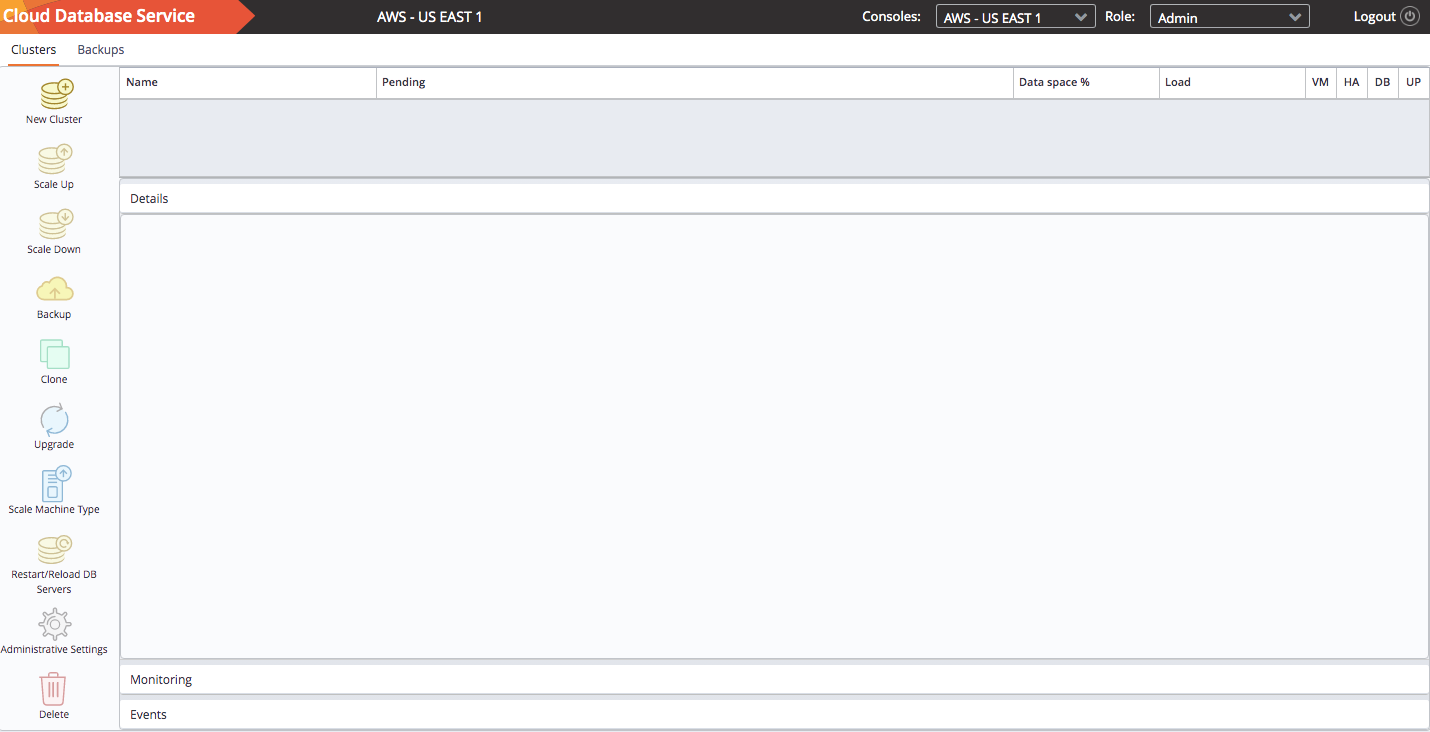 Cloud Database Service
AWS - US EAST 1
Consoles:
AWS - US EAST 1
Role:
Admin
Logout
Clusters
Backups
Name
Pending
Data space %
Load
VM
HA
DB
UP
New Cluster
Scale Up
Scale Down
Backup
Clone
Upgrade
Scale Machine Type
Restart/Reload DB
Servers
Administrative Settings
Delete
Details
Monitoring
Events